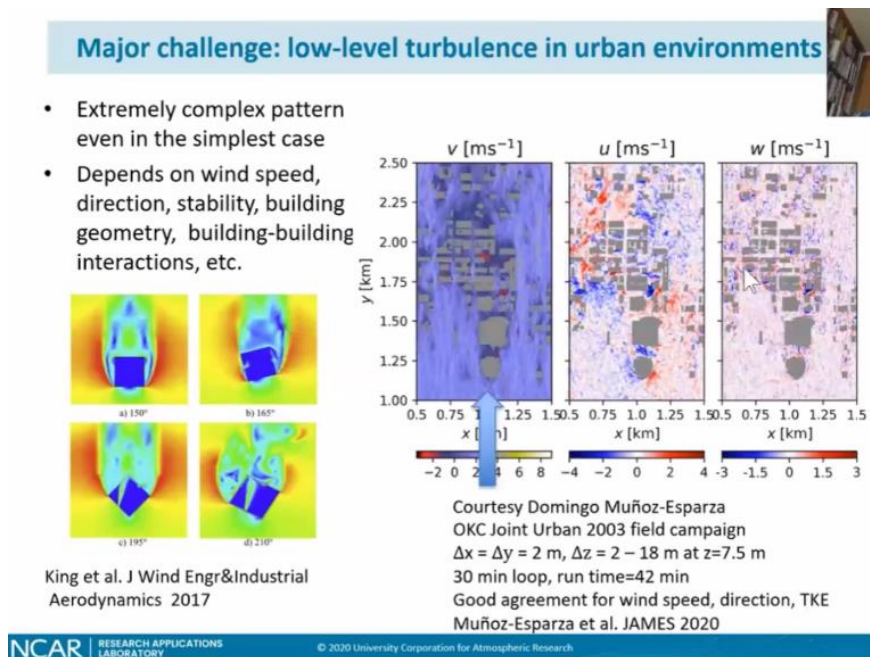 Major challenge: low-level turbulence in urban environments
• Extremely complex pattern
even in the simplest case
• Depends on wind speed,
direction, stability, building
geometry, building-building
interactions, etc.
a) 150°
b) 165°
c) 195°
d) 210°
King et al. J Wind Engr&Industrial
Aerodynamics 2017
v [ms⁻¹]
u [ms⁻¹]
w [ms⁻¹]
y [km]
2.50
2.25
2.00
1.75
1.50
1.25
1.00
0.5 0.75 1.0 1.25 1.5
0.75 1.0 1.25 1.5
0.5 0.75 1.0 1.25 1.5
x [km]
x [km]
x [km]
−2 0 2 4 6 8
−4 −2 0 2 4
-3 -1.5 0 1.5 3
Courtesy Domingo Muñoz-Esparza
OKC Joint Urban 2003 field campaign
Δx = Δy = 2 m, Δz = 2 – 18 m at z=7.5 m
30 min loop, run time=42 min
Good agreement for wind speed, direction, TKE
Muñoz-Esparza et al. JAMES 2020
NCAR
RESEARCH APPLICATIONS
LABORATORY
© 2020 University Corporation for Atmospheric Research